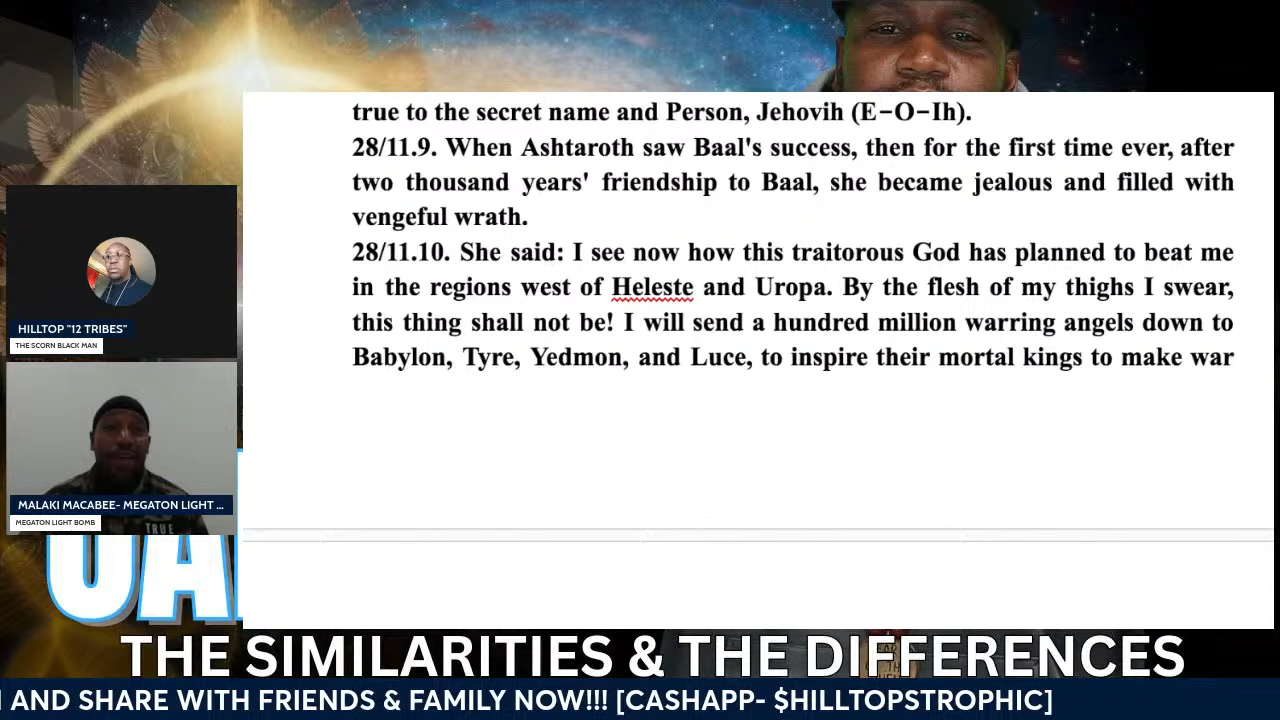 true to the secret name and Person, Jehovih (E–O–Ih).
28/11.9. When Ashtaroth saw Baal's success, then for the first time ever, after
two thousand years' friendship to Baal, she became jealous and filled with
vengeful wrath.
28/11.10. She said: I see now how this traitorous God has planned to beat me
in the regions west of Heleste and Uropa. By the flesh of my thighs I swear,
this thing shall not be! I will send a hundred million warring angels down to
Babylon, Tyre, Yedmon, and Luce, to inspire their mortal kings to make war
HILLTOP "12 TRIBES"
THE SCORN BLACK MAN
TRUE
MALAKI MACABEE- MEGATON LIGHT ...
MEGATON LIGHT BOMB
THE SIMILARITIES & THE DIFFERENCES
AND SHARE WITH FRIENDS & FAMILY NOW!!! [CASHAPP- $HILLTOPSTROPHIC]